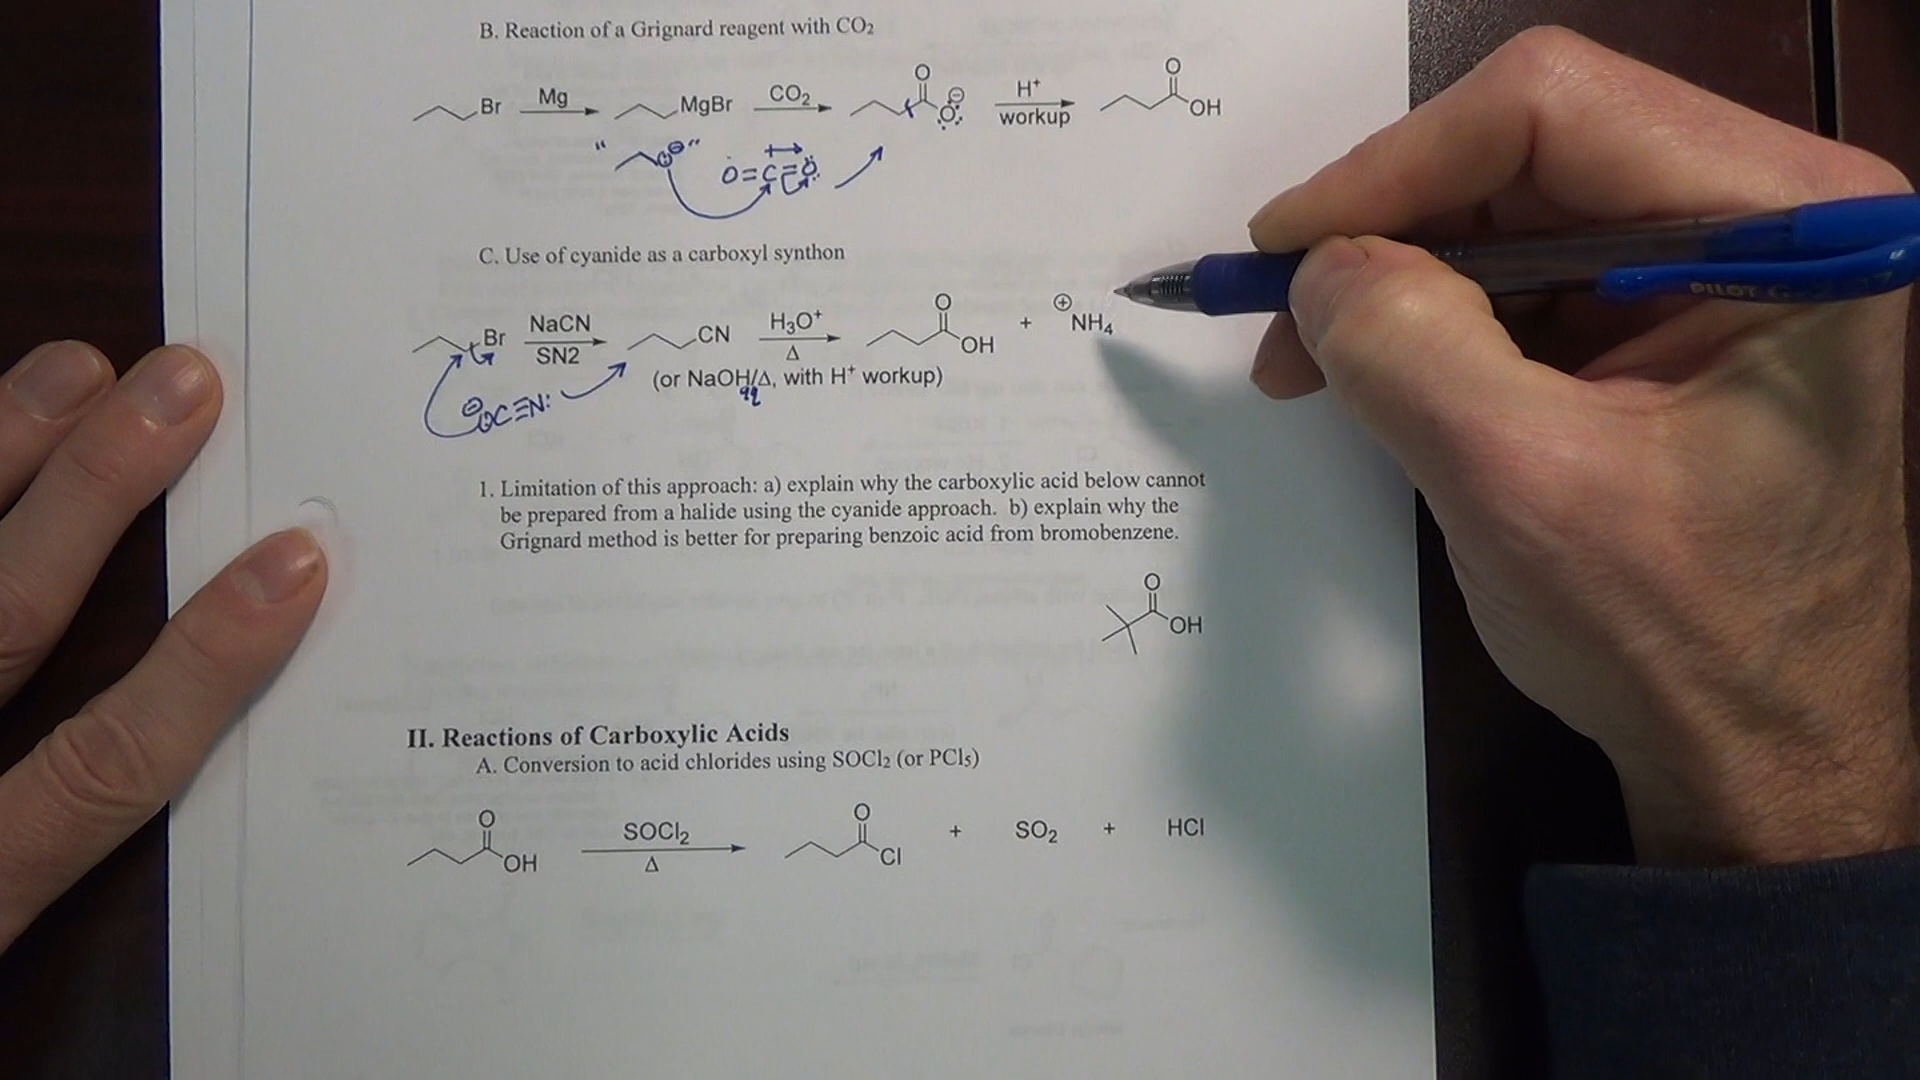 B. Reaction of a Grignard reagent with CO₂
Br Mg MgBr CO₂ O O ⊖ H⁺ workup O OH
" ⊖ " O=C=O
C. Use of cyanide as a carboxyl synthon
Br NaCN SN2 CN H₃O⁺ Δ O OH + ⊕ NH₄
(or NaOH/Δ, with H⁺ workup)
aq
⊖ C≡N:
1. Limitation of this approach: a) explain why the carboxylic acid below cannot
be prepared from a halide using the cyanide approach. b) explain why the
Grignard method is better for preparing benzoic acid from bromobenzene.
O OH
II. Reactions of Carboxylic Acids
A. Conversion to acid chlorides using SOCl₂ (or PCl₅)
O OH SOCl₂ Δ O Cl + SO₂ + HCl
PILOT G